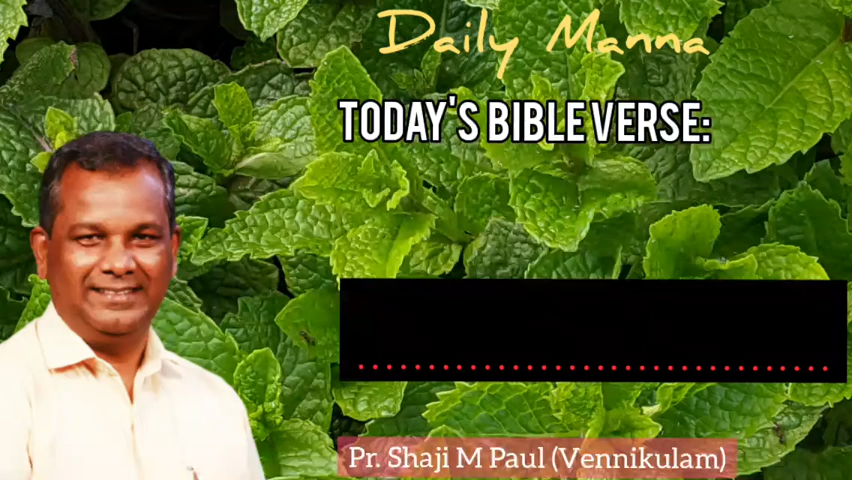 Daily Manna
TODAY'S BIBLE VERSE:
Pr. Shaji M Paul (Vennikulam)